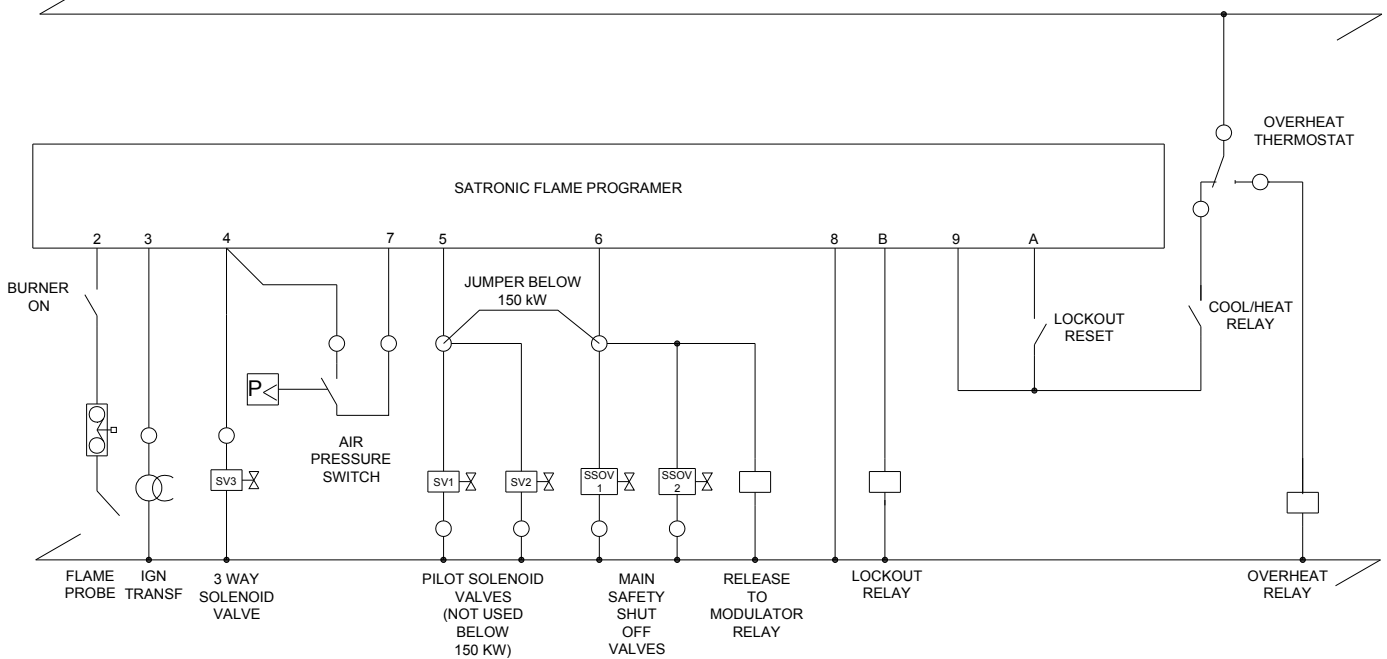 OVERHEAT
THERMOSTAT
SATRONIC FLAME PROGRAMER
2 3 4 7 5 6 8 B 9 A
BURNER
ON
JUMPER BELOW
150 kW
LOCKOUT
RESET
COOL/HEAT
RELAY
P<
AIR
PRESSURE
SWITCH
SV3
SV1
SV2
SSOV
1
SSOV
2
FLAME
PROBE
IGN
TRANSF
3 WAY
SOLENOID
VALVE
PILOT SOLENOID
VALVES
(NOT USED
BELOW
150 KW)
MAIN
SAFETY
SHUT
OFF
VALVES
RELEASE
TO
MODULATOR
RELAY
LOCKOUT
RELAY
OVERHEAT
RELAY